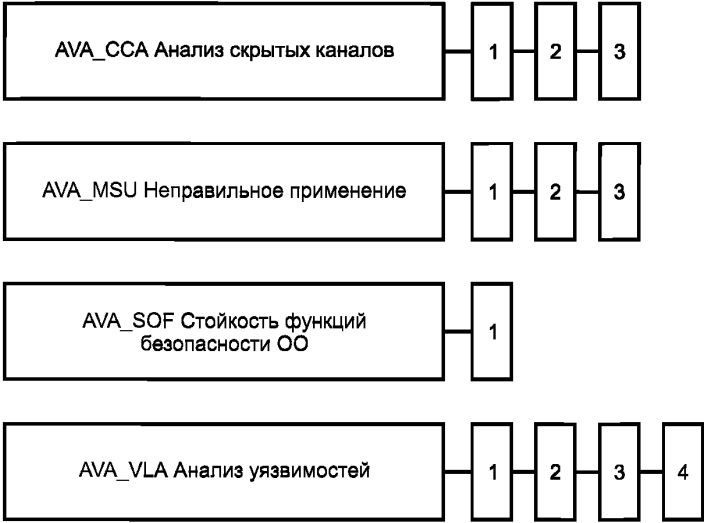 AVA_CCA Анализ скрытых каналов 1 2 3
AVA_MSU Неправильное применение 1 2 3
AVA_SOF Стойкость функций
безопасности ОО 1
AVA_VLA Анализ уязвимостей 1 2 3 4